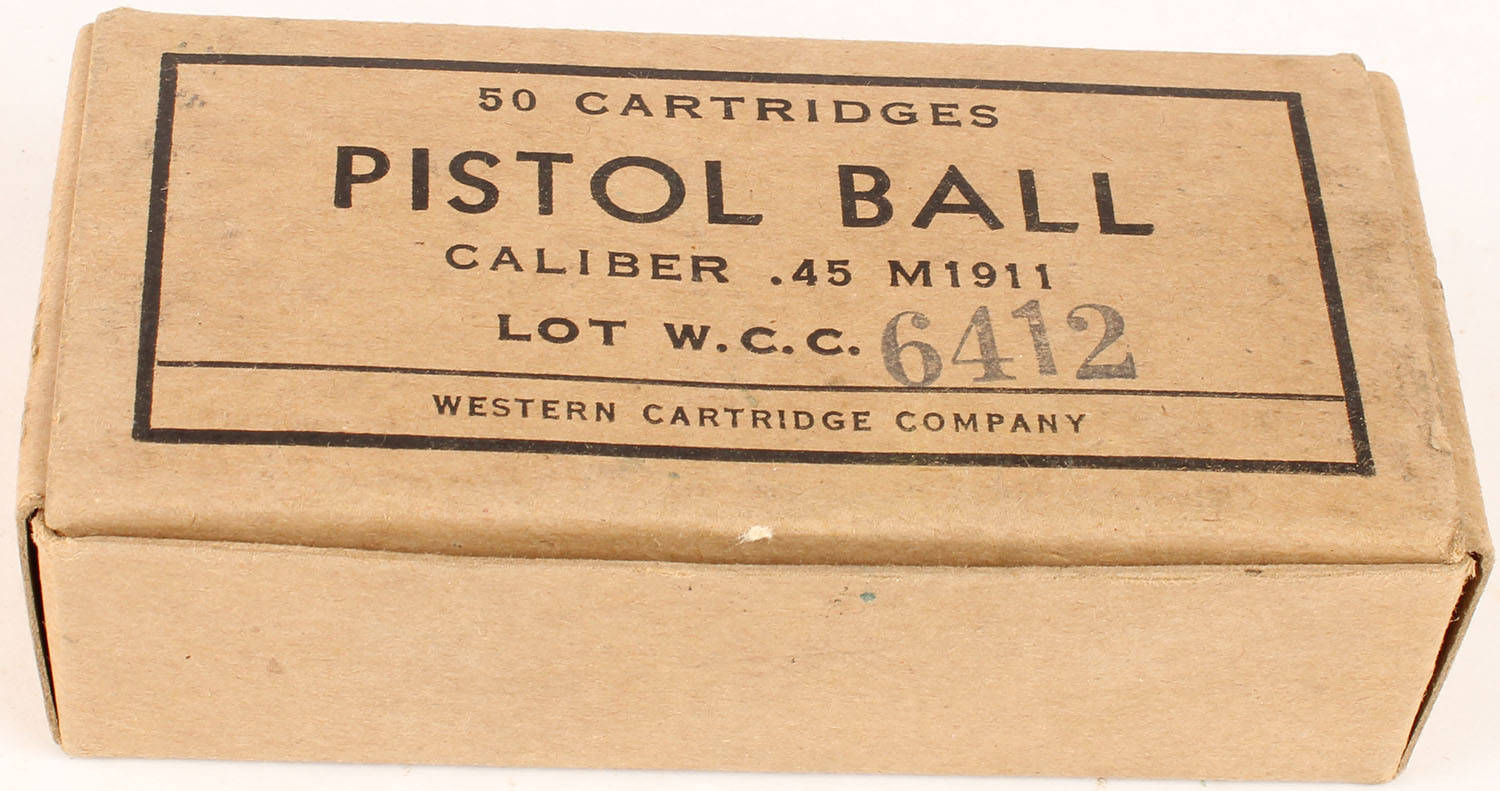 50 CARTRIDGES
PISTOL BALL
CALIBER .45 M1911
LOT W.C.C. 6412
WESTERN CARTRIDGE COMPANY